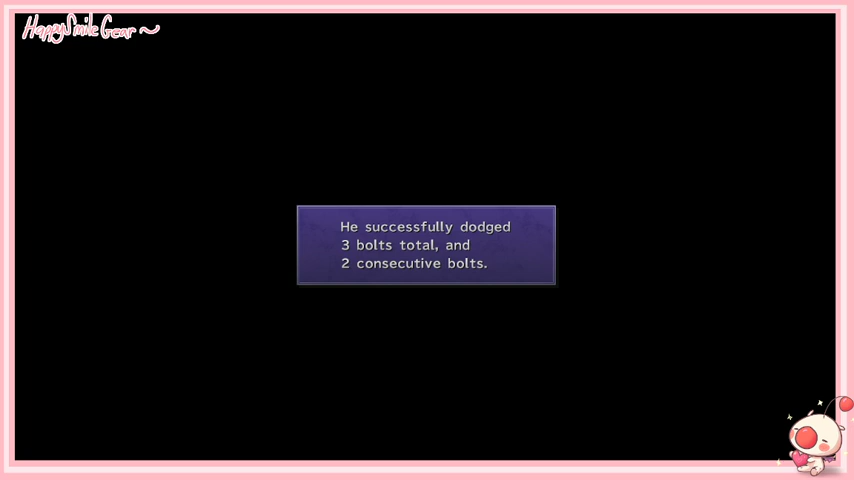 HappySmileGear~
He successfully dodged
3 bolts total, and
2 consecutive bolts.